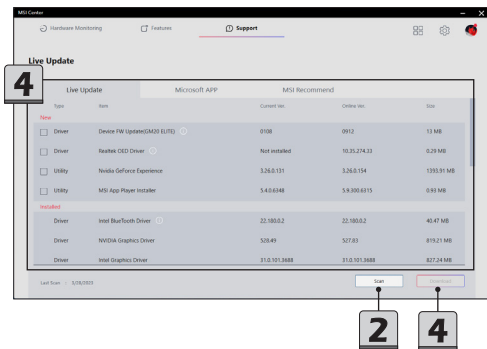 MSI Center
Hardware Monitoring Features Support
Live Update
4
Live Update Microsoft APP MSI Recommend
Type Item Current Ver. Online Ver. Size
New
Driver Device FW Update(GM20 ELITE) 0108 0912 13 MB
Driver Realtek OED Driver Not installed 10.35.274.33 0.29 MB
Utility Nvidia GeForce Experience 3.26.0.131 3.26.0.154 1393.91 MB
Utility MSI App Player Installer 5.4.0.6348 5.9.300.6315 0.93 MB
Installed
Driver Intel BlueTooth Driver 22.180.0.2 22.180.0.2 40.47 MB
Driver NVIDIA Graphics Driver 528.49 527.83 819.21 MB
Driver Intel Graphics Driver 31.0.101.3688 31.0.101.3688 827.24 MB
Last Scan : 3/28/2023 Scan Download
2 4